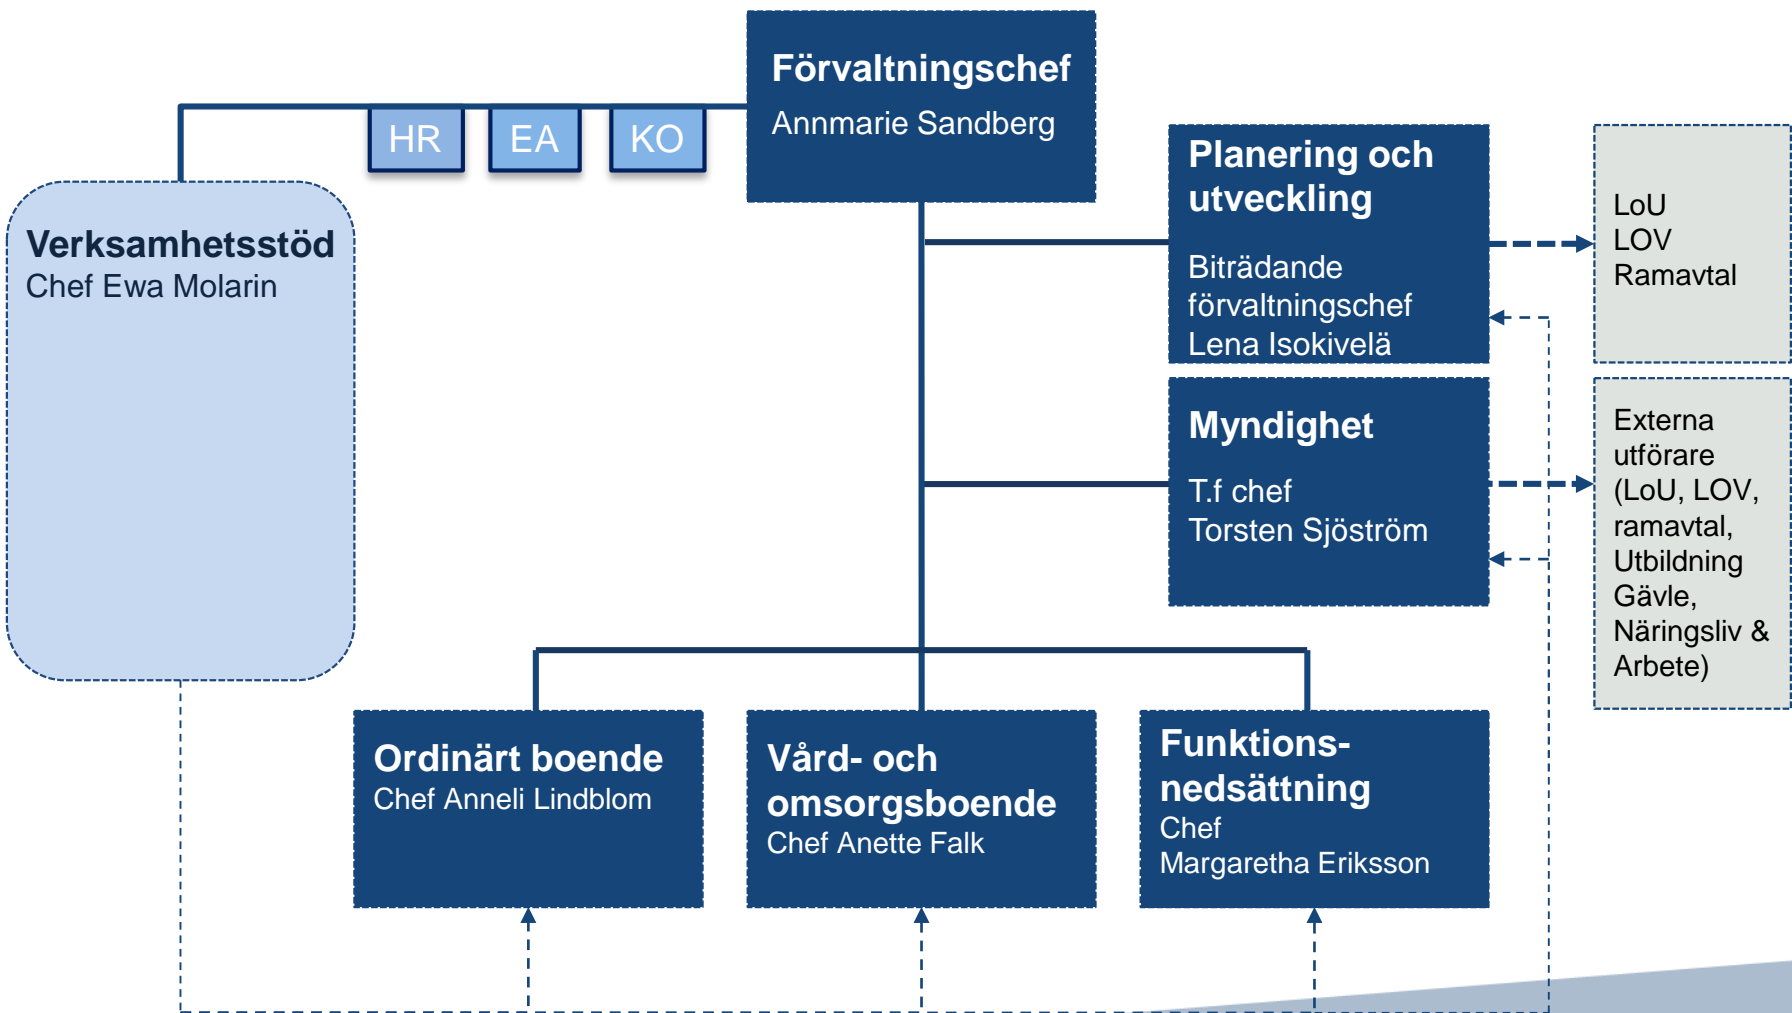 Förvaltningschef
Annmarie Sandberg
HR
EA
KO
Verksamhetsstöd
Chef Ewa Molarin
Planering och
utveckling
Biträdande
förvaltningschef
Lena Isokivelä
LoU
LOV
Ramavtal
Myndighet
T.f chef
Torsten Sjöström
Externa
utförare
(LoU, LOV,
ramavtal,
Utbildning
Gävle,
Näringsliv &
Arbete)
Ordinärt boende
Chef Anneli Lindblom
Vård- och
omsorgsboende
Chef Anette Falk
Funktions-
nedsättning
Chef
Margaretha Eriksson